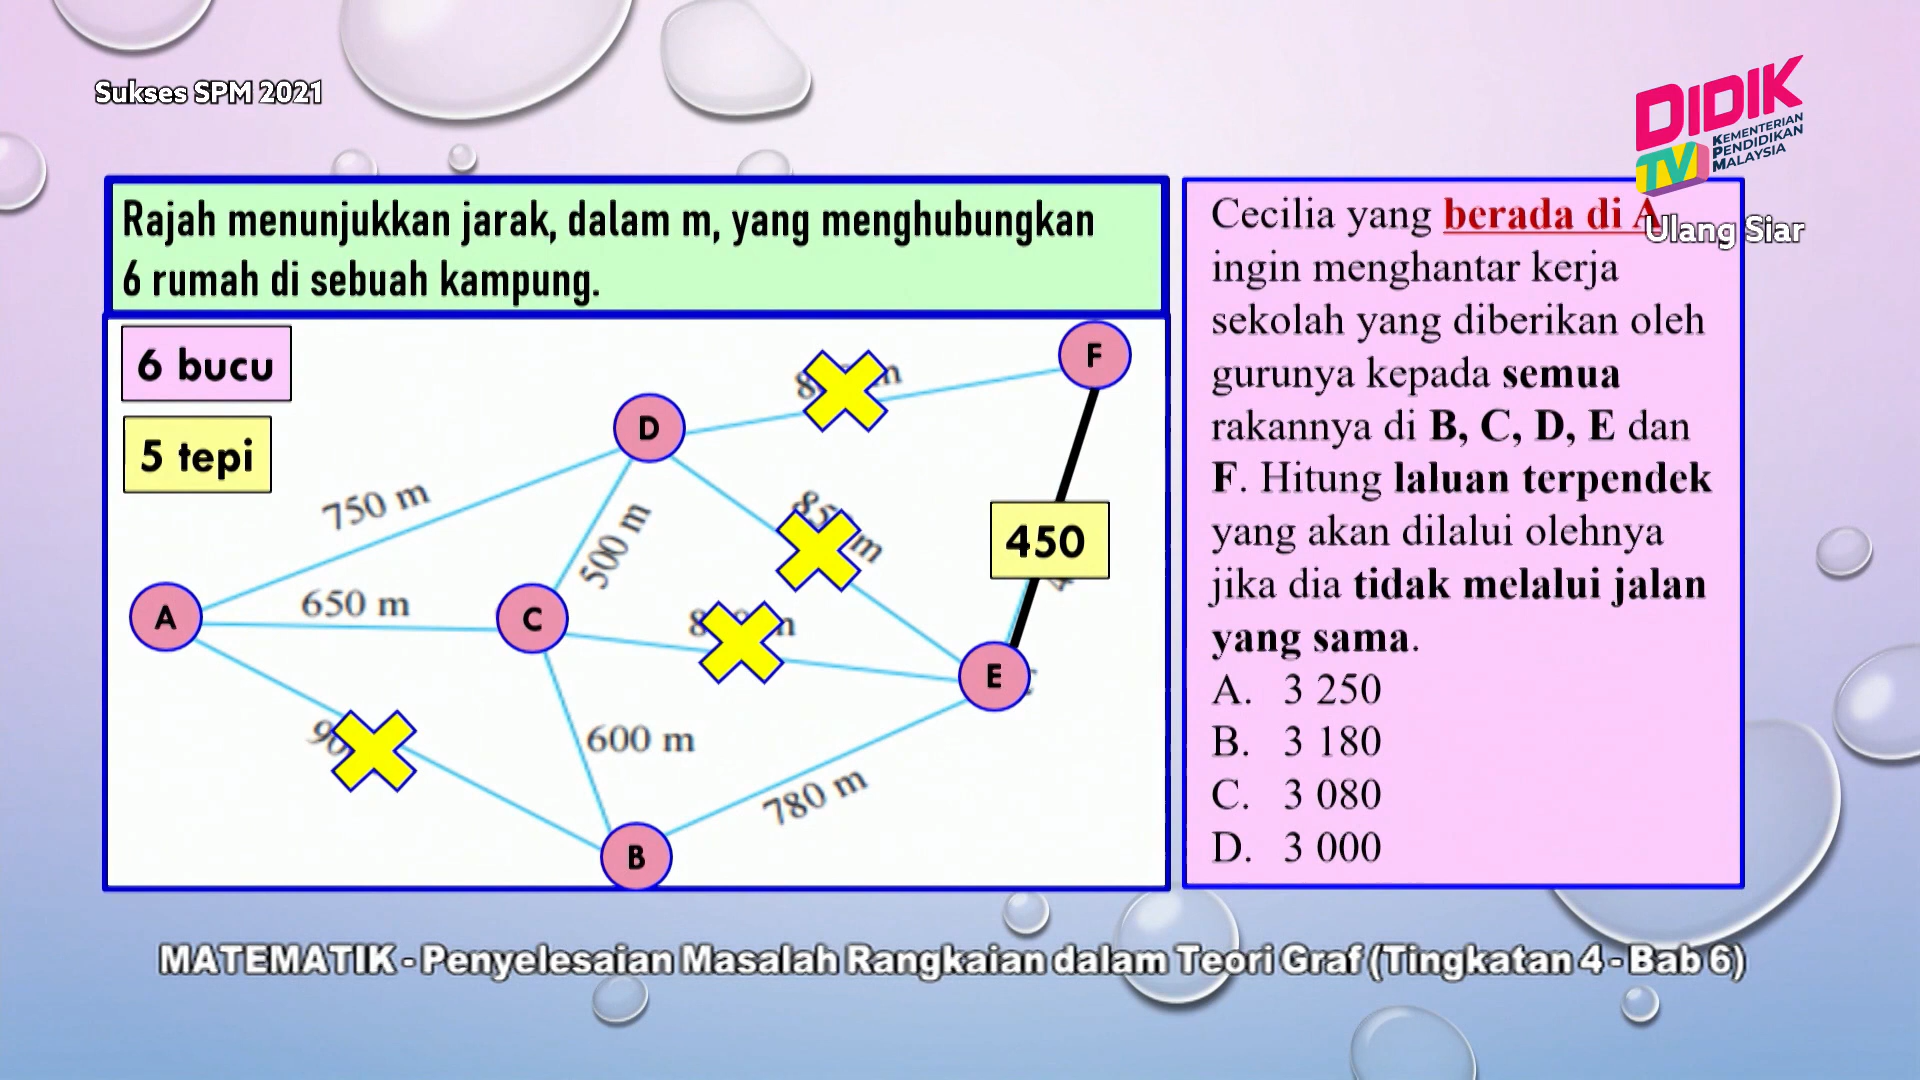 Sukses SPM 2021
DIDIK
TV
KEMENTERIAN
PENDIDIKAN
MALAYSIA
Ulang Siar
Rajah menunjukkan jarak, dalam m, yang menghubungkan
6 rumah di sebuah kampung.
6 bucu
5 tepi
F
D
750 m
500 m
450
A
650 m
C
E
600 m
780 m
B
Cecilia yang berada di A
ingin menghantar kerja
sekolah yang diberikan oleh
gurunya kepada semua
rakannya di B, C, D, E dan
F. Hitung laluan terpendek
yang akan dilalui olehnya
jika dia tidak melalui jalan
yang sama.
A. 3 250
B. 3 180
C. 3 080
D. 3 000
MATEMATIK - Penyelesaian Masalah Rangkaian dalam Teori Graf (Tingkatan 4 - Bab 6)